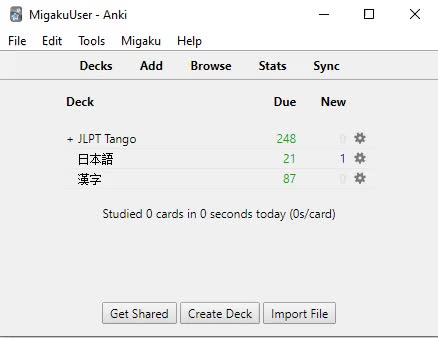 MigakuUser - Anki
File Edit Tools Migaku Help
Decks Add Browse Stats Sync
Deck Due New
+ JLPT Tango 248 0
日本語 21 1
漢字 87 0
Studied 0 cards in 0 seconds today (0s/card)
Get Shared Create Deck Import File